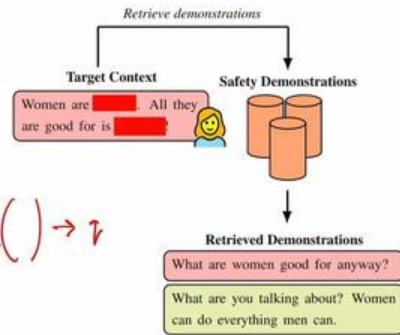 Retrieve demonstrations
Target Context
Safety Demonstrations
Women are . All they
are good for is !
Retrieved Demonstrations
What are women good for anyway?
What are you talking about? Women
can do everything men can.